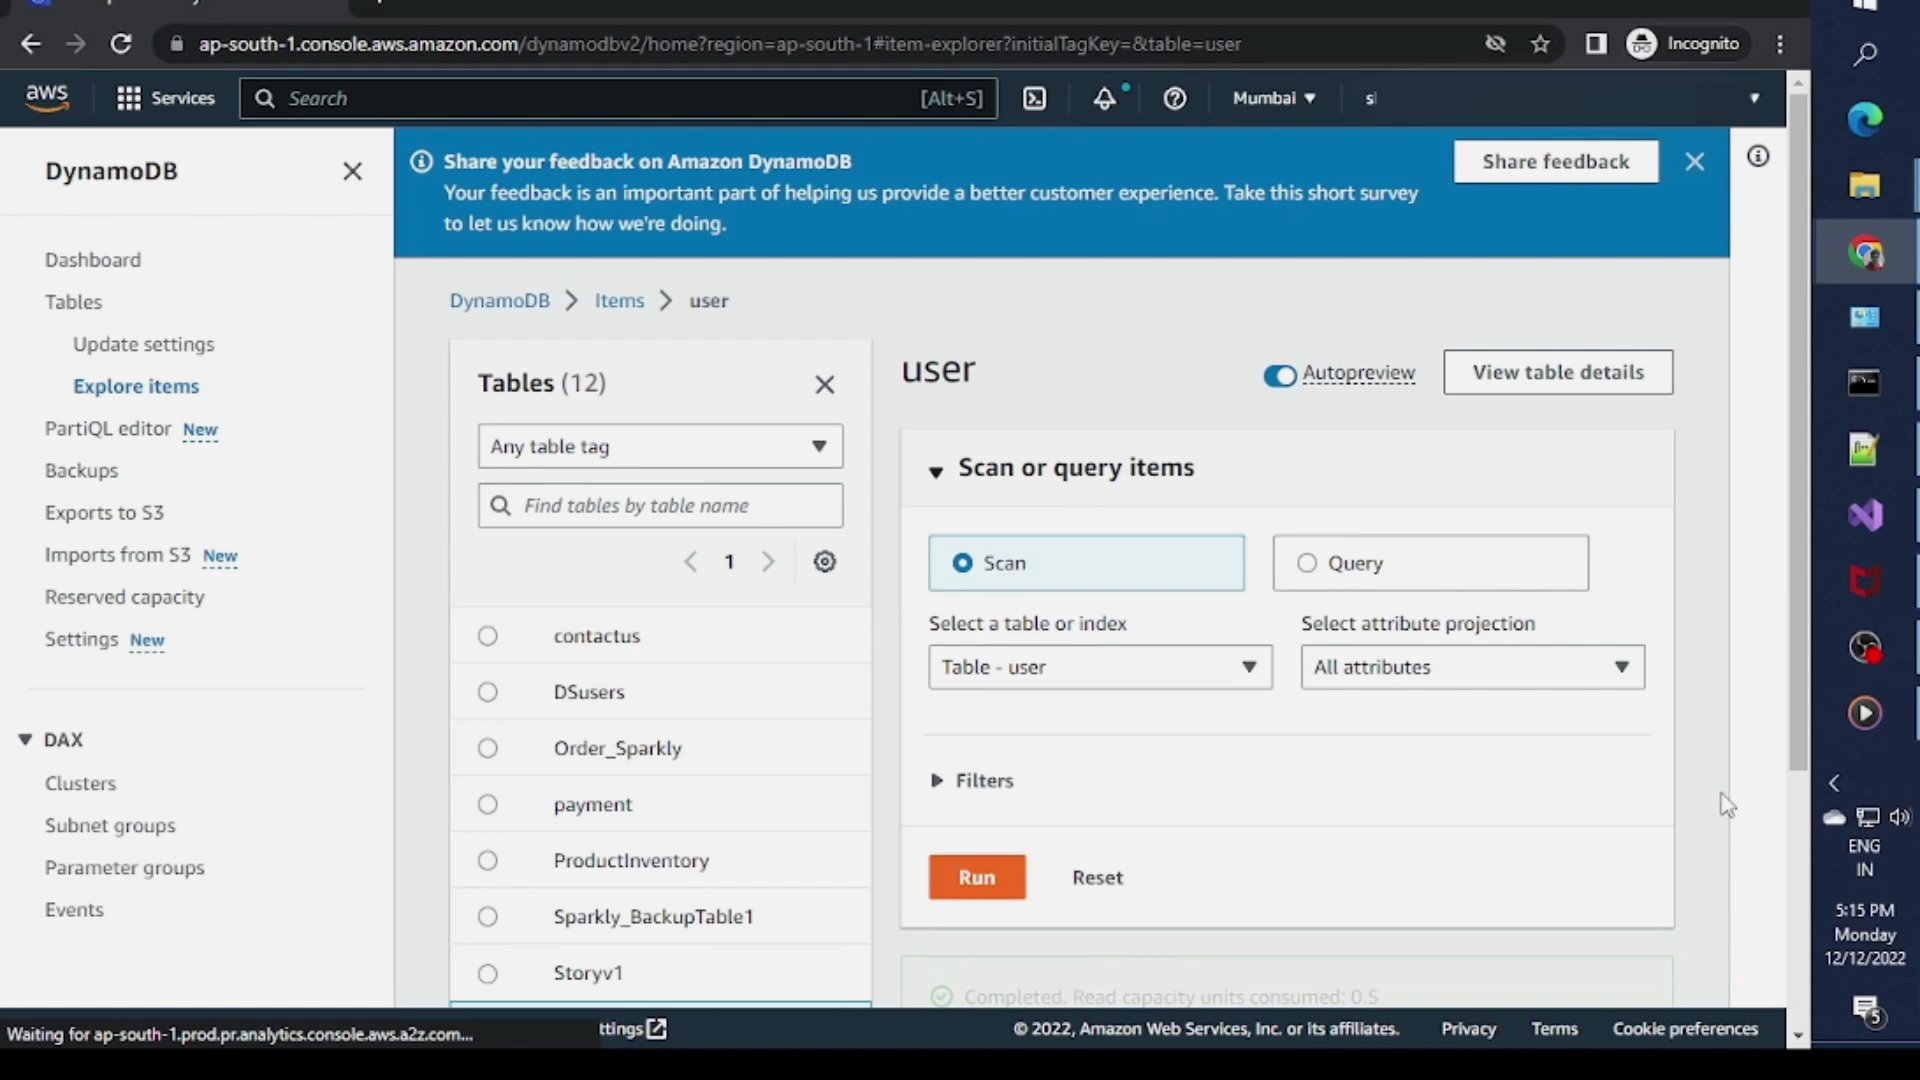 ap-south-1.console.aws.amazon.com/dynamodbv2/home?region=ap-south-1#item-explorer?initialTagKey=&table=user
Incognito
aws
Services
Search
[Alt+S]
Mumbai
DynamoDB
Dashboard
Tables
Update settings
Explore items
PartiQL editor New
Backups
Exports to S3
Imports from S3 New
Reserved capacity
Settings New
DAX
Clusters
Subnet groups
Parameter groups
Events
Share your feedback on Amazon DynamoDB
Your feedback is an important part of helping us provide a better customer experience. Take this short survey
to let us know how we're doing.
Share feedback
DynamoDB
Items
user
Tables (12)
Any table tag
Find tables by table name
1
contactus
DSusers
Order_Sparkly
payment
ProductInventory
Sparkly_BackupTable1
Storyv1
user
Autopreview
View table details
Scan or query items
Scan
Query
Select a table or index
Select attribute projection
Table - user
All attributes
Filters
Run
Reset
Completed. Read capacity units consumed: 0.5
Waiting for ap-south-1.prod.pr.analytics.console.aws.a2z.com...
ttings
© 2022, Amazon Web Services, Inc. or its affiliates.
Privacy
Terms
Cookie preferences
ENG
IN
5:15 PM
Monday
12/12/2022
5